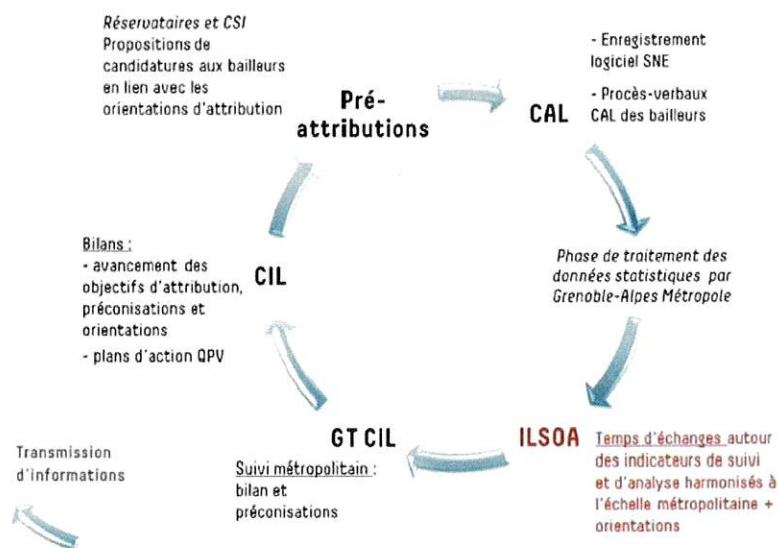 Réservataires et CSI
Propositions de
candidatures aux bailleurs
en lien avec les
orientations d'attribution
Pré-
attributions
CAL
- Enregistrement
logiciel SNE
- Procès-verbaux
CAL des bailleurs
Phase de traitement des
données statistiques par
Grenoble-Alpes Métropole
ILSOA
Temps d'échanges autour
des indicateurs de suivi
et d'analyse harmonisés à
l'échelle métropolitaine +
orientations
GT CIL
Suivi métropolitain :
bilan et
préconisations
CIL
Bilans :
- avancement des
objectifs d'attribution,
préconisations et
orientations
- plans d'action QPV
Transmission
d'informations